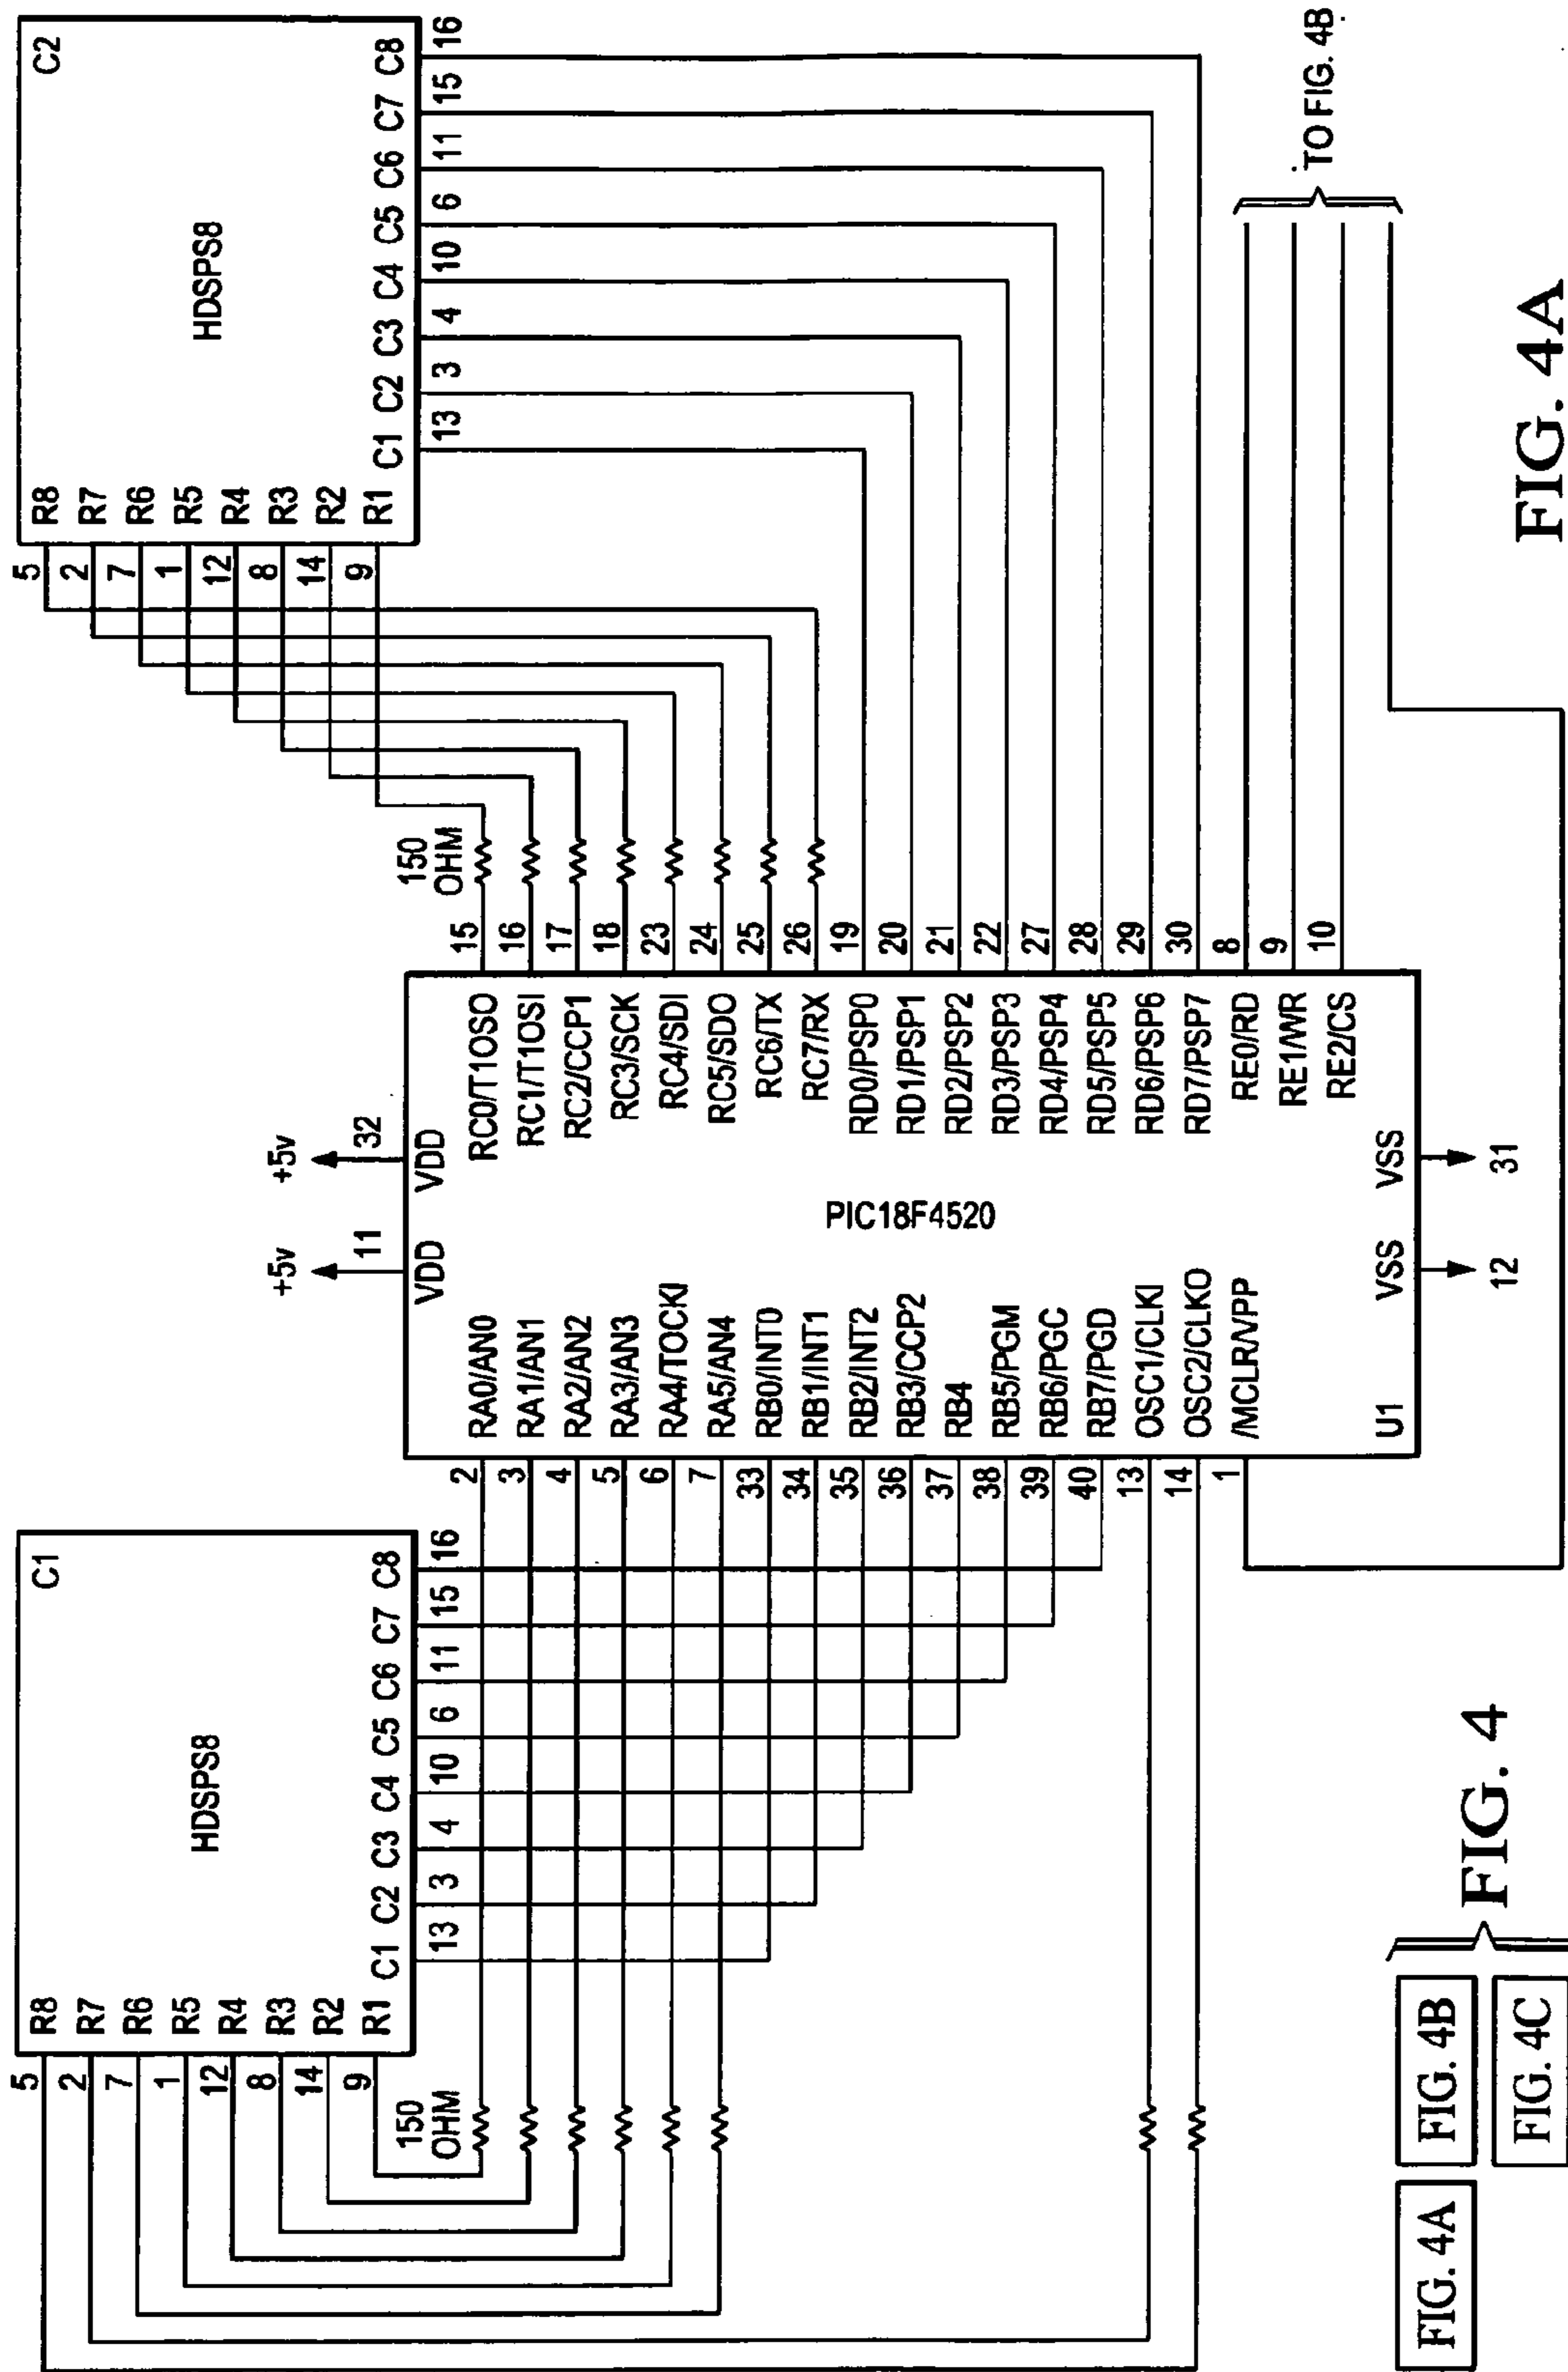 C1
HDSPS8
R8
R7
R6
R5
R4
R3
R2
R1
5
2
7
1
12
8
14
9
C1 C2 C3 C4 C5 C6 C7 C8
13 3 4 10 6 11 15 16
150
OHM
C2
HDSPS8
R8
R7
R6
R5
R4
R3
R2
R1
5
2
7
1
12
8
14
9
C1 C2 C3 C4 C5 C6 C7 C8
13 3 4 10 6 11 15 16
150
OHM
+5v +5v
11 32
VDD VDD
2 RA0/AN0
3 RA1/AN1
4 RA2/AN2
5 RA3/AN3
6 RA4/TOCKI
7 RA5/AN4
33 RB0/INT0
34 RB1/INT1
35 RB2/INT2
36 RB3/CCP2
37 RB4
38 RB5/PGM
39 RB6/PGC
40 RB7/PGD
13 OSC1/CLKI
14 OSC2/CLKO
1 /MCLR/VPP
U1
PIC18F4520
RC0/T1OSO 15
RC1/T1OSI 16
RC2/CCP1 17
RC3/SCK 18
RC4/SDI 23
RC5/SDO 24
RC6/TX 25
RC7/RX 26
RD0/PSP0 19
RD1/PSP1 20
RD2/PSP2 21
RD3/PSP3 22
RD4/PSP4 27
RD5/PSP5 28
RD6/PSP6 29
RD7/PSP7 30
RE0/RD 8
RE1/WR 9
RE2/CS 10
VSS VSS
12 31
TO FIG. 4B
FIG. 4A
FIG. 4B
FIG. 4C
FIG. 4
FIG. 4A